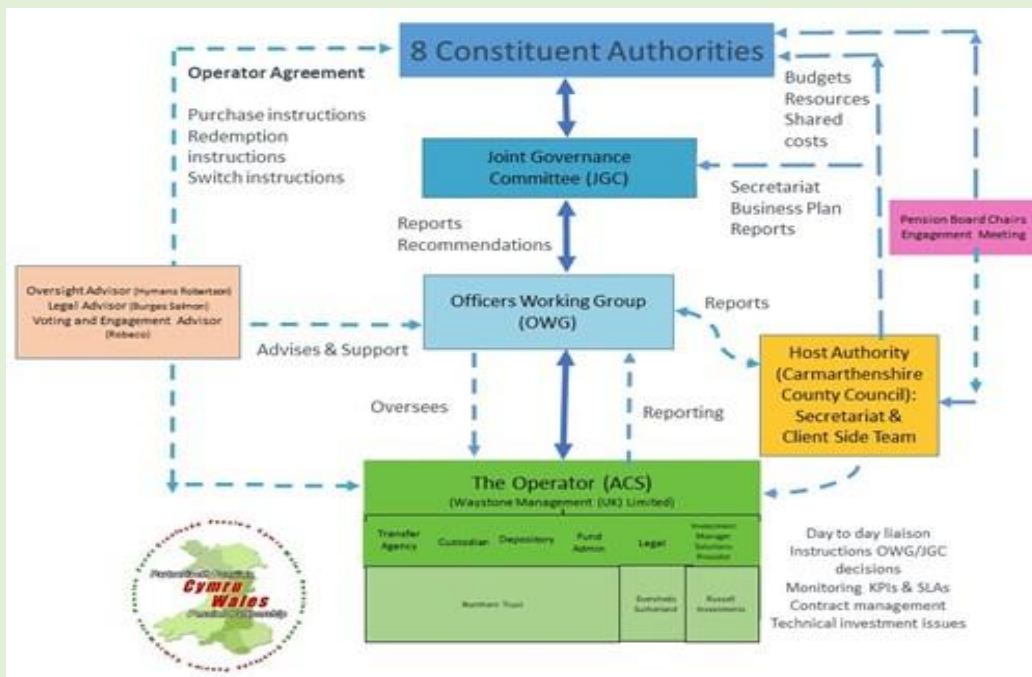 8 Constituent Authorities
Operator Agreement
Purchase instructions
Redemption
instructions
Switch instructions
Budgets
Resources
Shared
costs
Joint Governance
Committee (JGC)
Secretariat
Business Plan
Reports
Pension Board Chairs
Engagement Meeting
Reports
Recommendations
Oversight Advisor (Hymans Robertson)
Legal Advisor (Burges Salmon)
Voting and Engagement Advisor
(Robeco)
Advises & Support
Officers Working Group
(OWG)
Reports
Host Authority
(Carmarthenshire
County Council):
Secretariat &
Client Side Team
Oversees
Reporting
The Operator (ACS)
(Waystone Management (UK) Limited)
Transfer
Agency
Custodian
Depository
Fund
Admin
Legal
Investment
Manager
Solutions
Provider
Northern Trust
Eversheds
Sutherland
Russell
Investments
Day to day liaison
Instructions OWG/JGC
decisions
Monitoring KPIs & SLAs
Contract management
Technical investment issues
Cymru
Wales